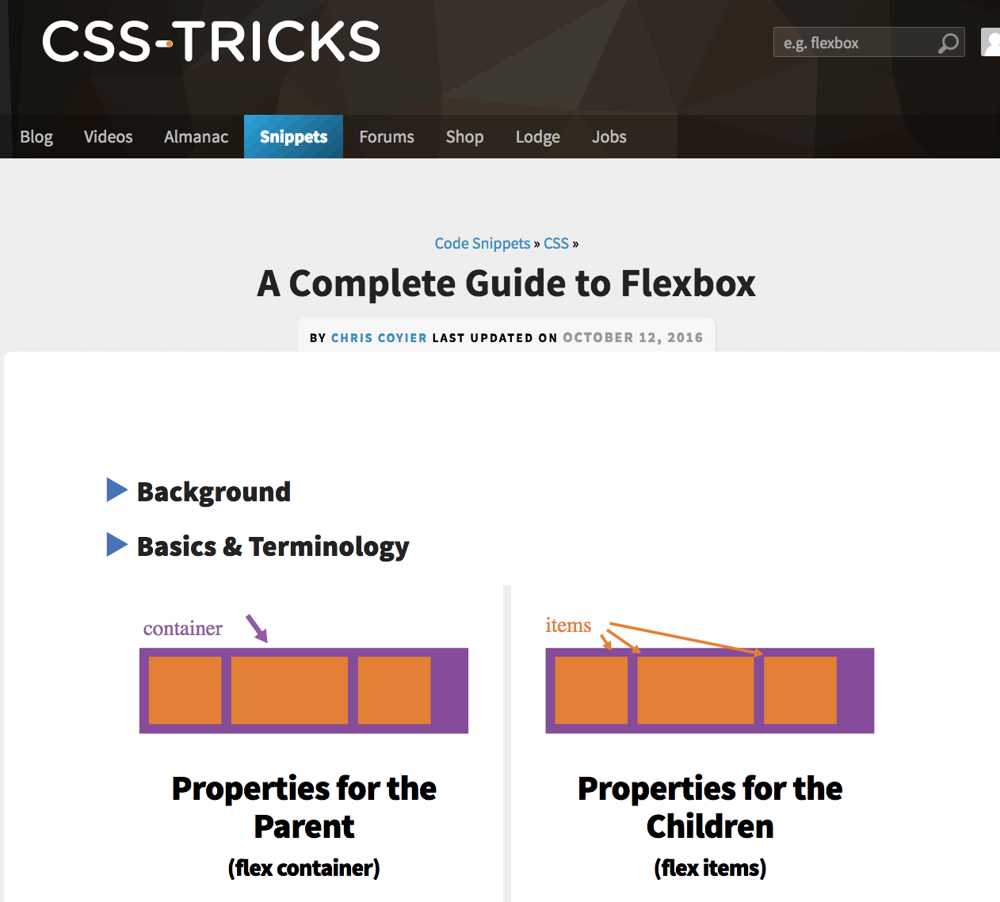 CSS-TRICKS
e.g. flexbox
Blog Videos Almanac Snippets Forums Shop Lodge Jobs
Code Snippets » CSS »
A Complete Guide to Flexbox
BY CHRIS COYIER LAST UPDATED ON OCTOBER 12, 2016
Background
Basics & Terminology
container
Properties for the
Parent
(flex container)
items
Properties for the
Children
(flex items)